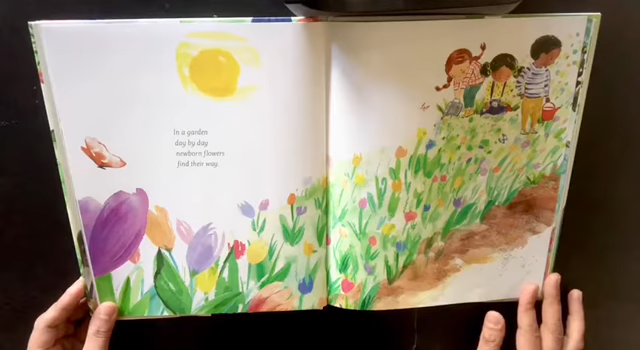 In a garden
day by day
newborn flowers
find their way.